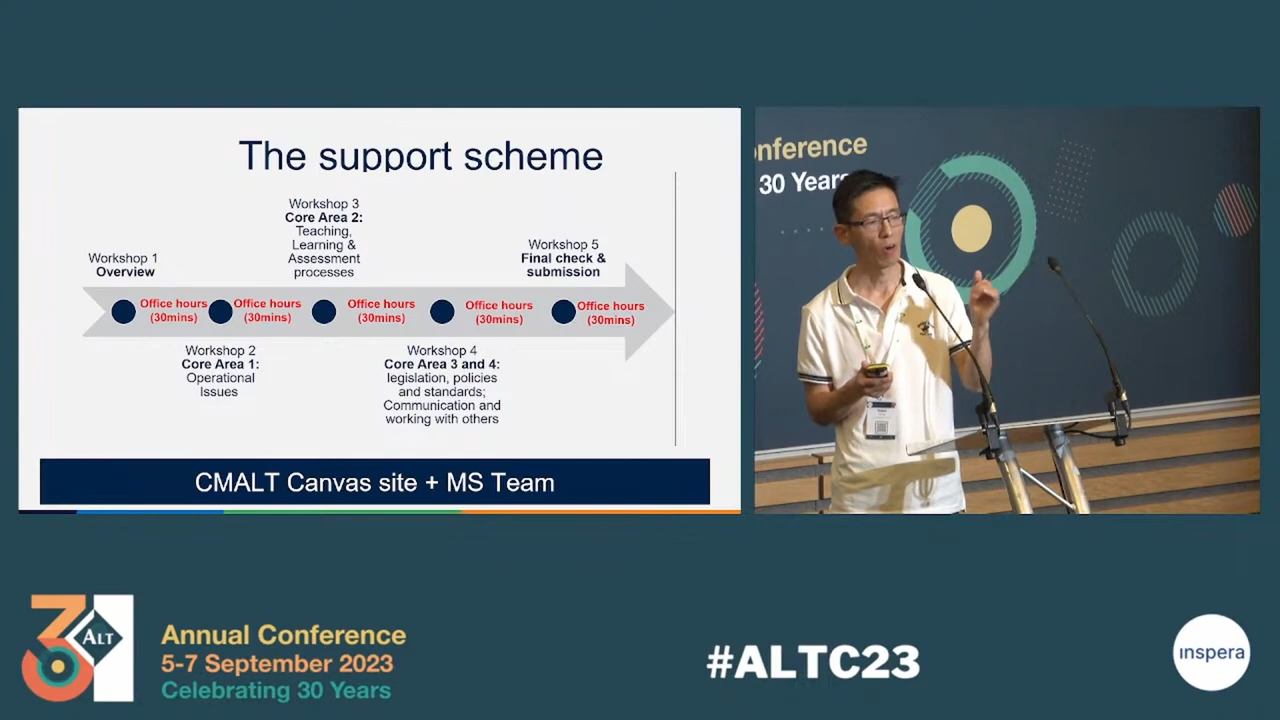 The support scheme
Workshop 1
Overview
Workshop 3
Core Area 2:
Teaching,
Learning &
Assessment
processes
Workshop 5
Final check &
submission
Office hours
(30mins)
Office hours
(30mins)
Office hours
(30mins)
Office hours
(30mins)
Office hours
(30mins)
Workshop 2
Core Area 1:
Operational
Issues
Workshop 4
Core Area 3 and 4:
legislation, policies
and standards;
Communication and
working with others
CMALT Canvas site + MS Team
onference
30 Years
ALT
Annual Conference
5-7 September 2023
Celebrating 30 Years
#ALTC23
inspera